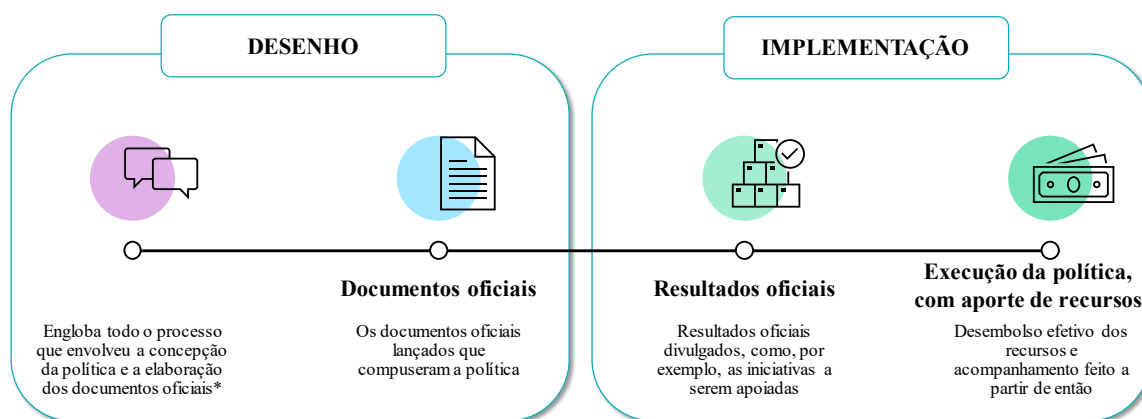 DESENHO
IMPLEMENTAÇÃO
Engloba todo o processo
que envolveu a concepção
da política e a elaboração
dos documentos oficiais*
Documentos oficiais
Os documentos oficiais
lançados que
compuseram a política
Resultados oficiais
Resultados oficiais
divulgados, como, por
exemplo, as iniciativas a
serem apoiadas
Execução da política,
com aporte de recursos
Desembolso efetivo dos
recursos e
acompanhamento feito a
partir de então